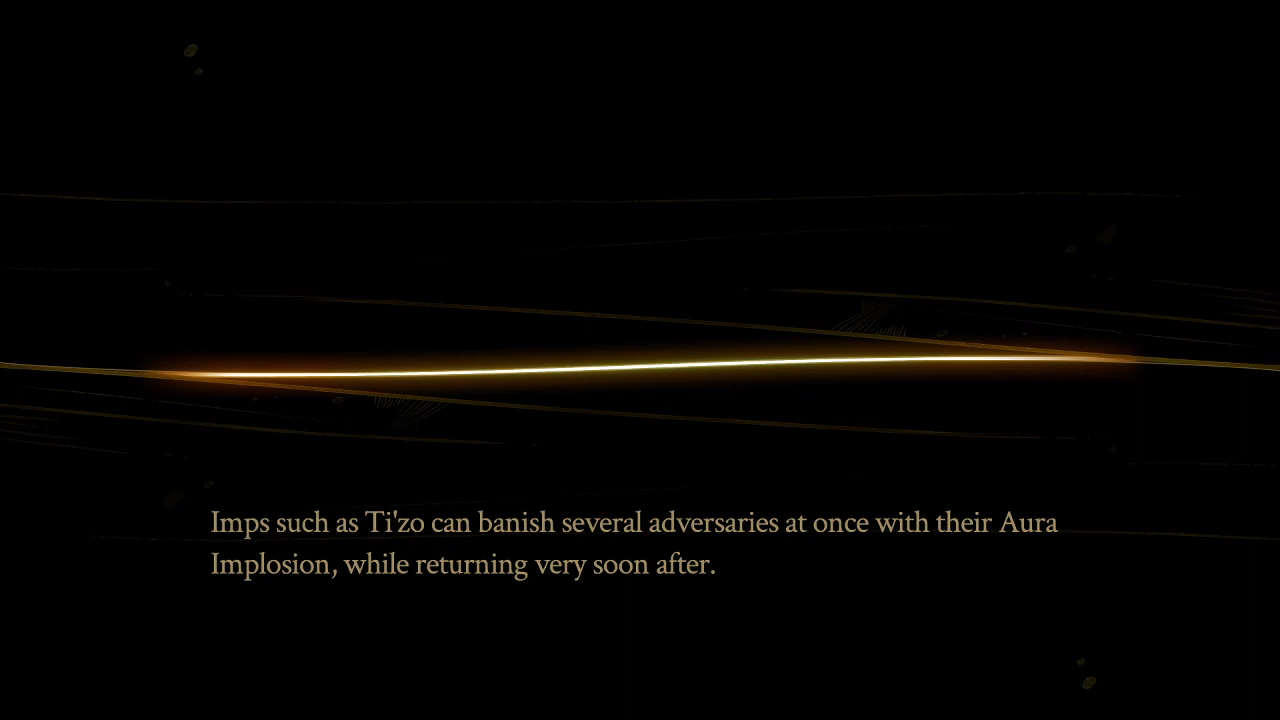 Imps such as Ti'zo can banish several adversaries at once with their Aura
Implosion, while returning very soon after.